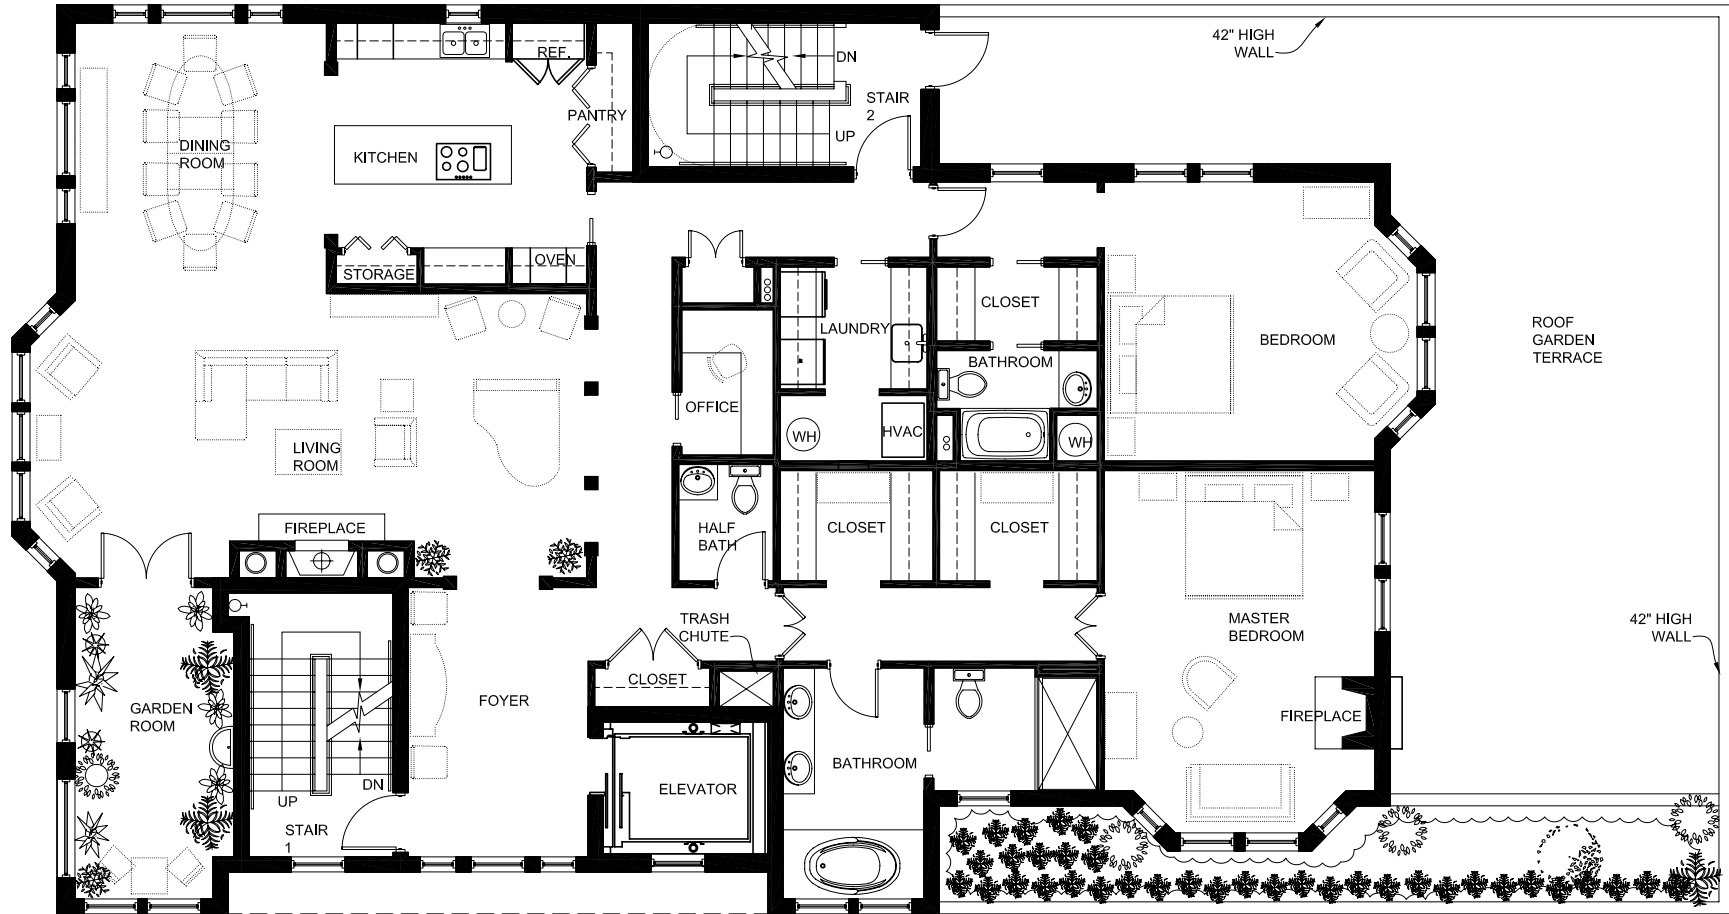 42" HIGH
WALL
REF.
DN
STAIR
2
PANTRY
UP
DINING
ROOM
KITCHEN
STORAGE
OVEN
CLOSET
LAUNDRY
ROOF
GARDEN
TERRACE
BEDROOM
BATHROOM
OFFICE
WH
HVAC
WH
LIVING
ROOM
FIREPLACE
HALF
BATH
CLOSET
CLOSET
TRASH
CHUTE
MASTER
BEDROOM
42" HIGH
WALL
CLOSET
FOYER
GARDEN
ROOM
FIREPLACE
BATHROOM
ELEVATOR
DN
UP
STAIR
1